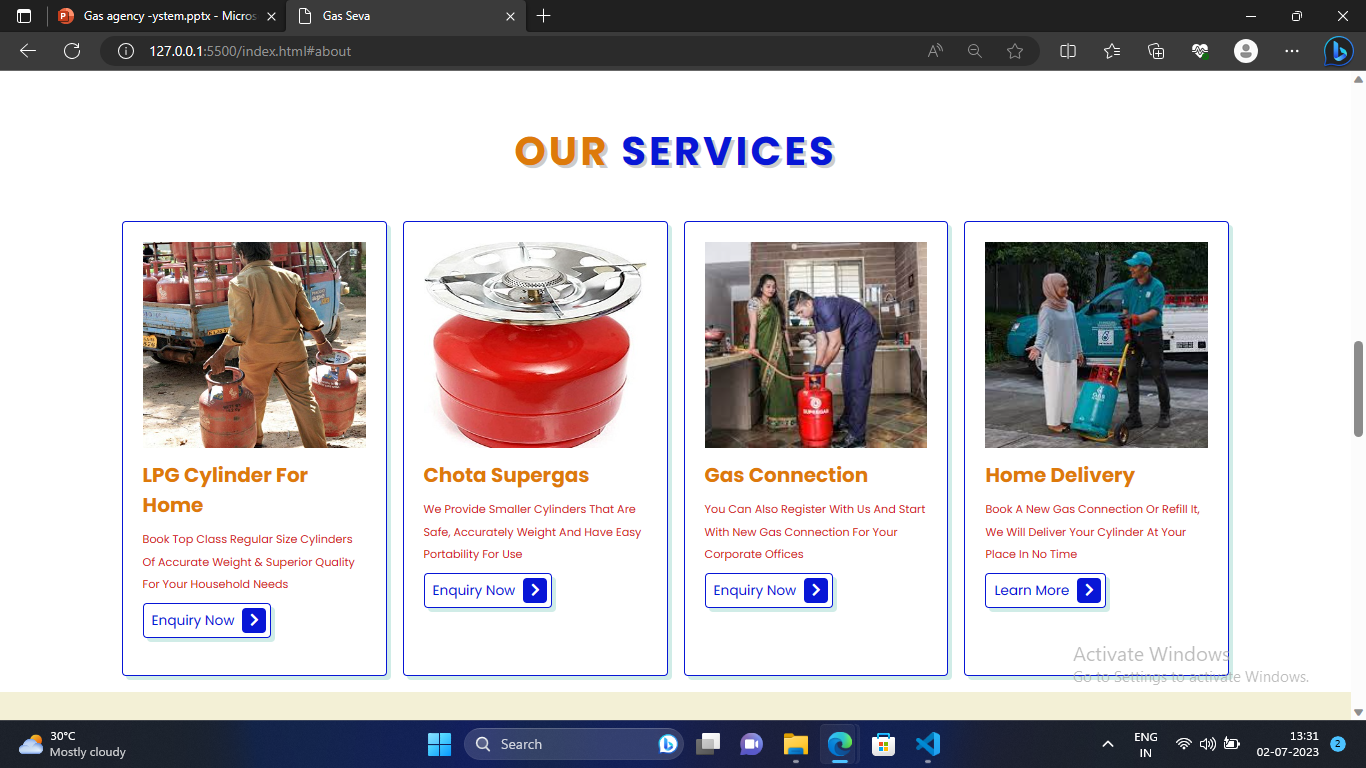 Gas agency -ystem.pptx - Micros
Gas Seva
127.0.0.1:5500/index.html#about
OUR SERVICES
LPG Cylinder For
Home
Book Top Class Regular Size Cylinders
Of Accurate Weight & Superior Quality
For Your Household Needs
Enquiry Now
Chota Supergas
We Provide Smaller Cylinders That Are
Safe, Accurately Weight And Have Easy
Portability For Use
Enquiry Now
SUPERGAS
Gas Connection
You Can Also Register With Us And Start
With New Gas Connection For Your
Corporate Offices
Enquiry Now
GAS
Home Delivery
Book A New Gas Connection Or Refill It,
We Will Deliver Your Cylinder At Your
Place In No Time
Learn More
Activate Windows
Go to Settings to activate Windows.
30°C
Mostly cloudy
Search
ENG
IN
13:31
02-07-2023
2